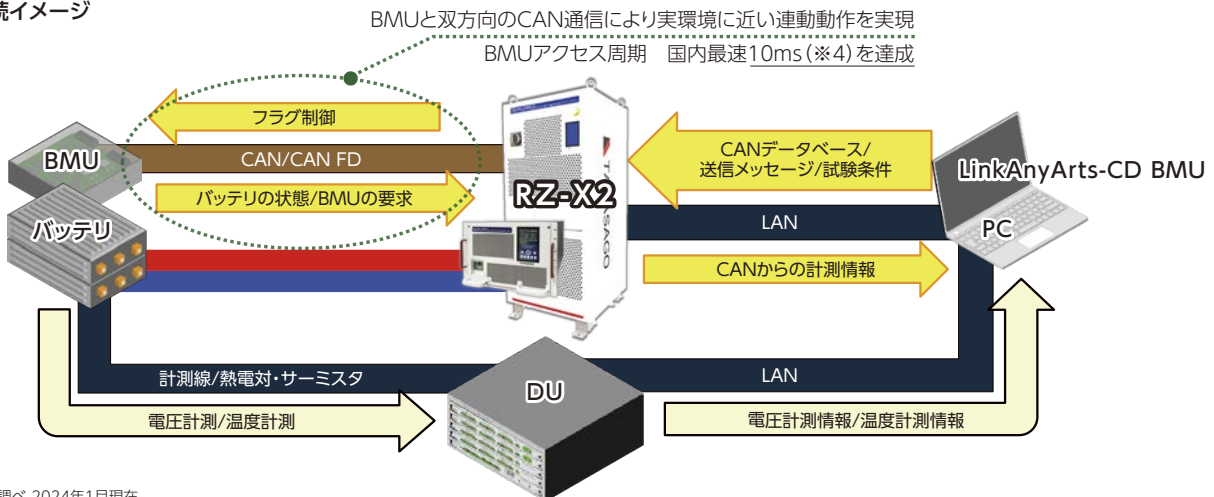 続イメージ
BMUと双方向のCAN通信により実環境に近い連動動作を実現
BMUアクセス周期 国内最速10ms(※4)を達成
フラグ制御
BMU
CAN/CAN FD
バッテリの状態/BMUの要求
バッテリ
RZ-X2
TAKASAGO
CANデータベース/
送信メッセージ/試験条件
LinkAnyArts-CD BMU
LAN
PC
CANからの計測情報
計測線/熱電対・サーミスタ
DU
LAN
電圧計測/温度計測
電圧計測情報/温度計測情報
調べ 2024年1月現在